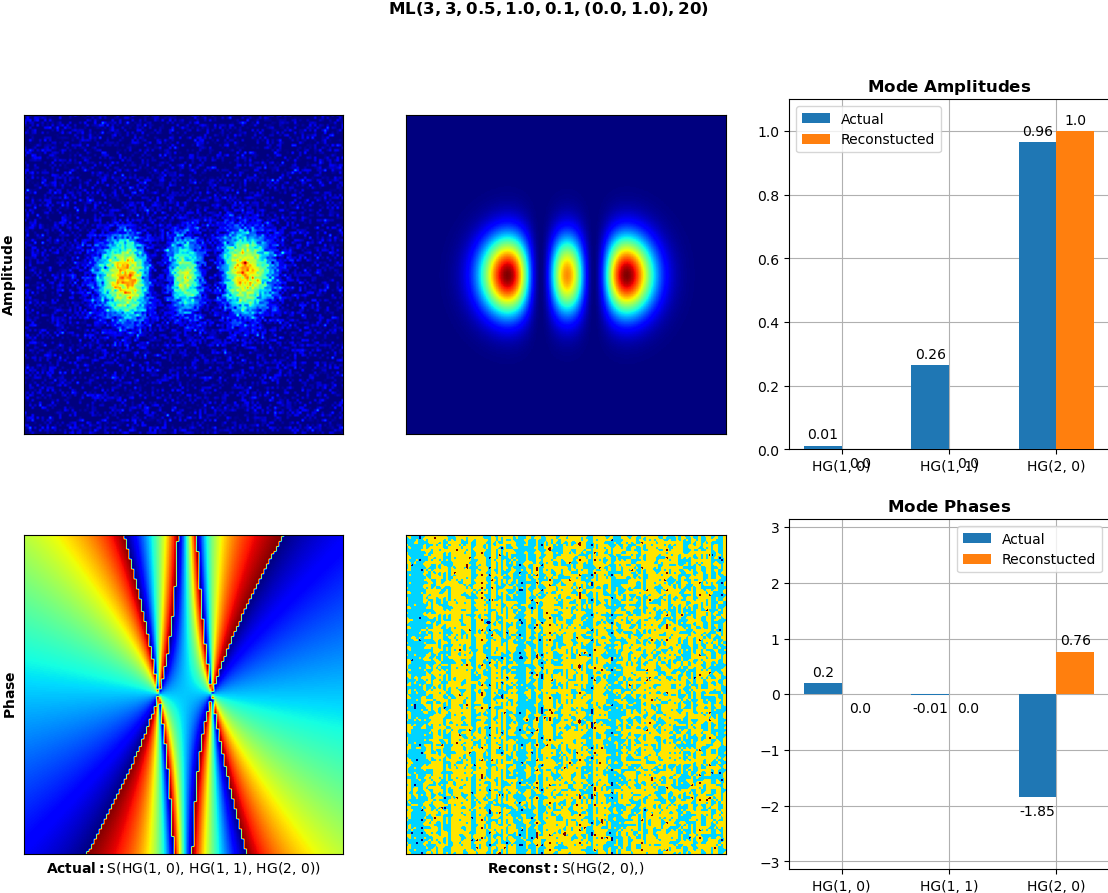 ML(3, 3, 0.5, 1.0, 0.1, (0.0, 1.0), 20)
Amplitude
Mode Amplitudes
Actual
Reconstucted
1.0
0.8
0.6
0.4
0.2
0.0
0.01
0.0
0.26
0.0
0.96
1.0
HG(1, 0)
HG(1, 1)
HG(2, 0)
Phase
Actual: S(HG(1, 0), HG(1, 1), HG(2, 0))
Reconst: S(HG(2, 0),)
Mode Phases
Actual
Reconstucted
3
2
1
0
−1
−2
−3
0.2
0.0
-0.01
0.0
-1.85
0.76
HG(1, 0)
HG(1, 1)
HG(2, 0)